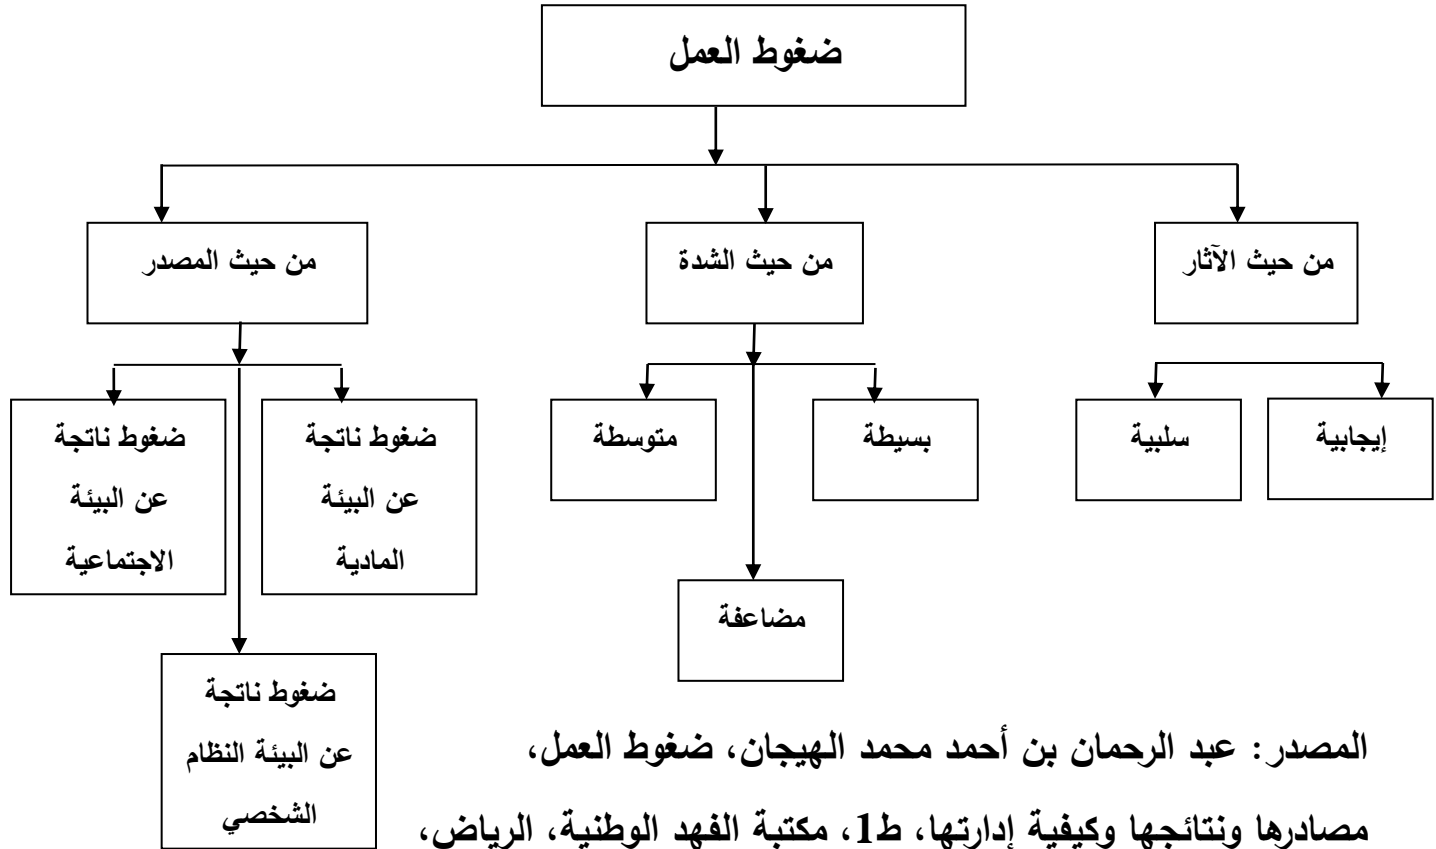 ضغوط العمل
من حيث الآثار
من حيث الشدة
من حيث المصدر
إيجابية
سلبية
بسيطة
متوسطة
مضاعفة
ضغوط ناتجة
عن البيئة
المادية
ضغوط ناتجة
عن البيئة
الاجتماعية
ضغوط ناتجة
عن البيئة النظام
الشخصي
المصدر: عبد الرحمان بن أحمد محمد الهيجان، ضغوط العمل،
مصادرها ونتائجها وكيفية إدارتها، ط1، مكتبة الفهد الوطنية، الرياض،